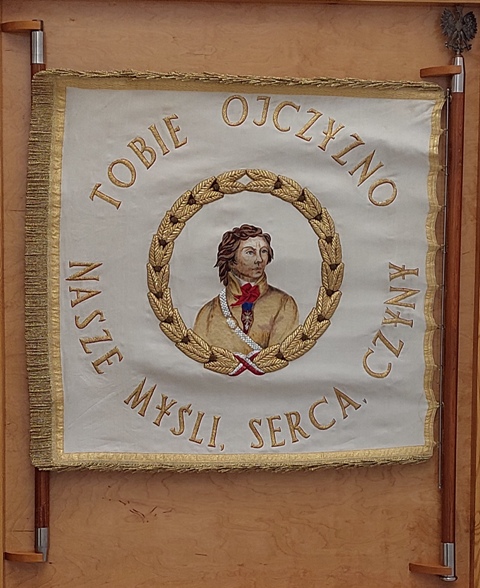 TOBIE OJCZYZNO
NASZE MYŚLI, SERCA, CZYNY